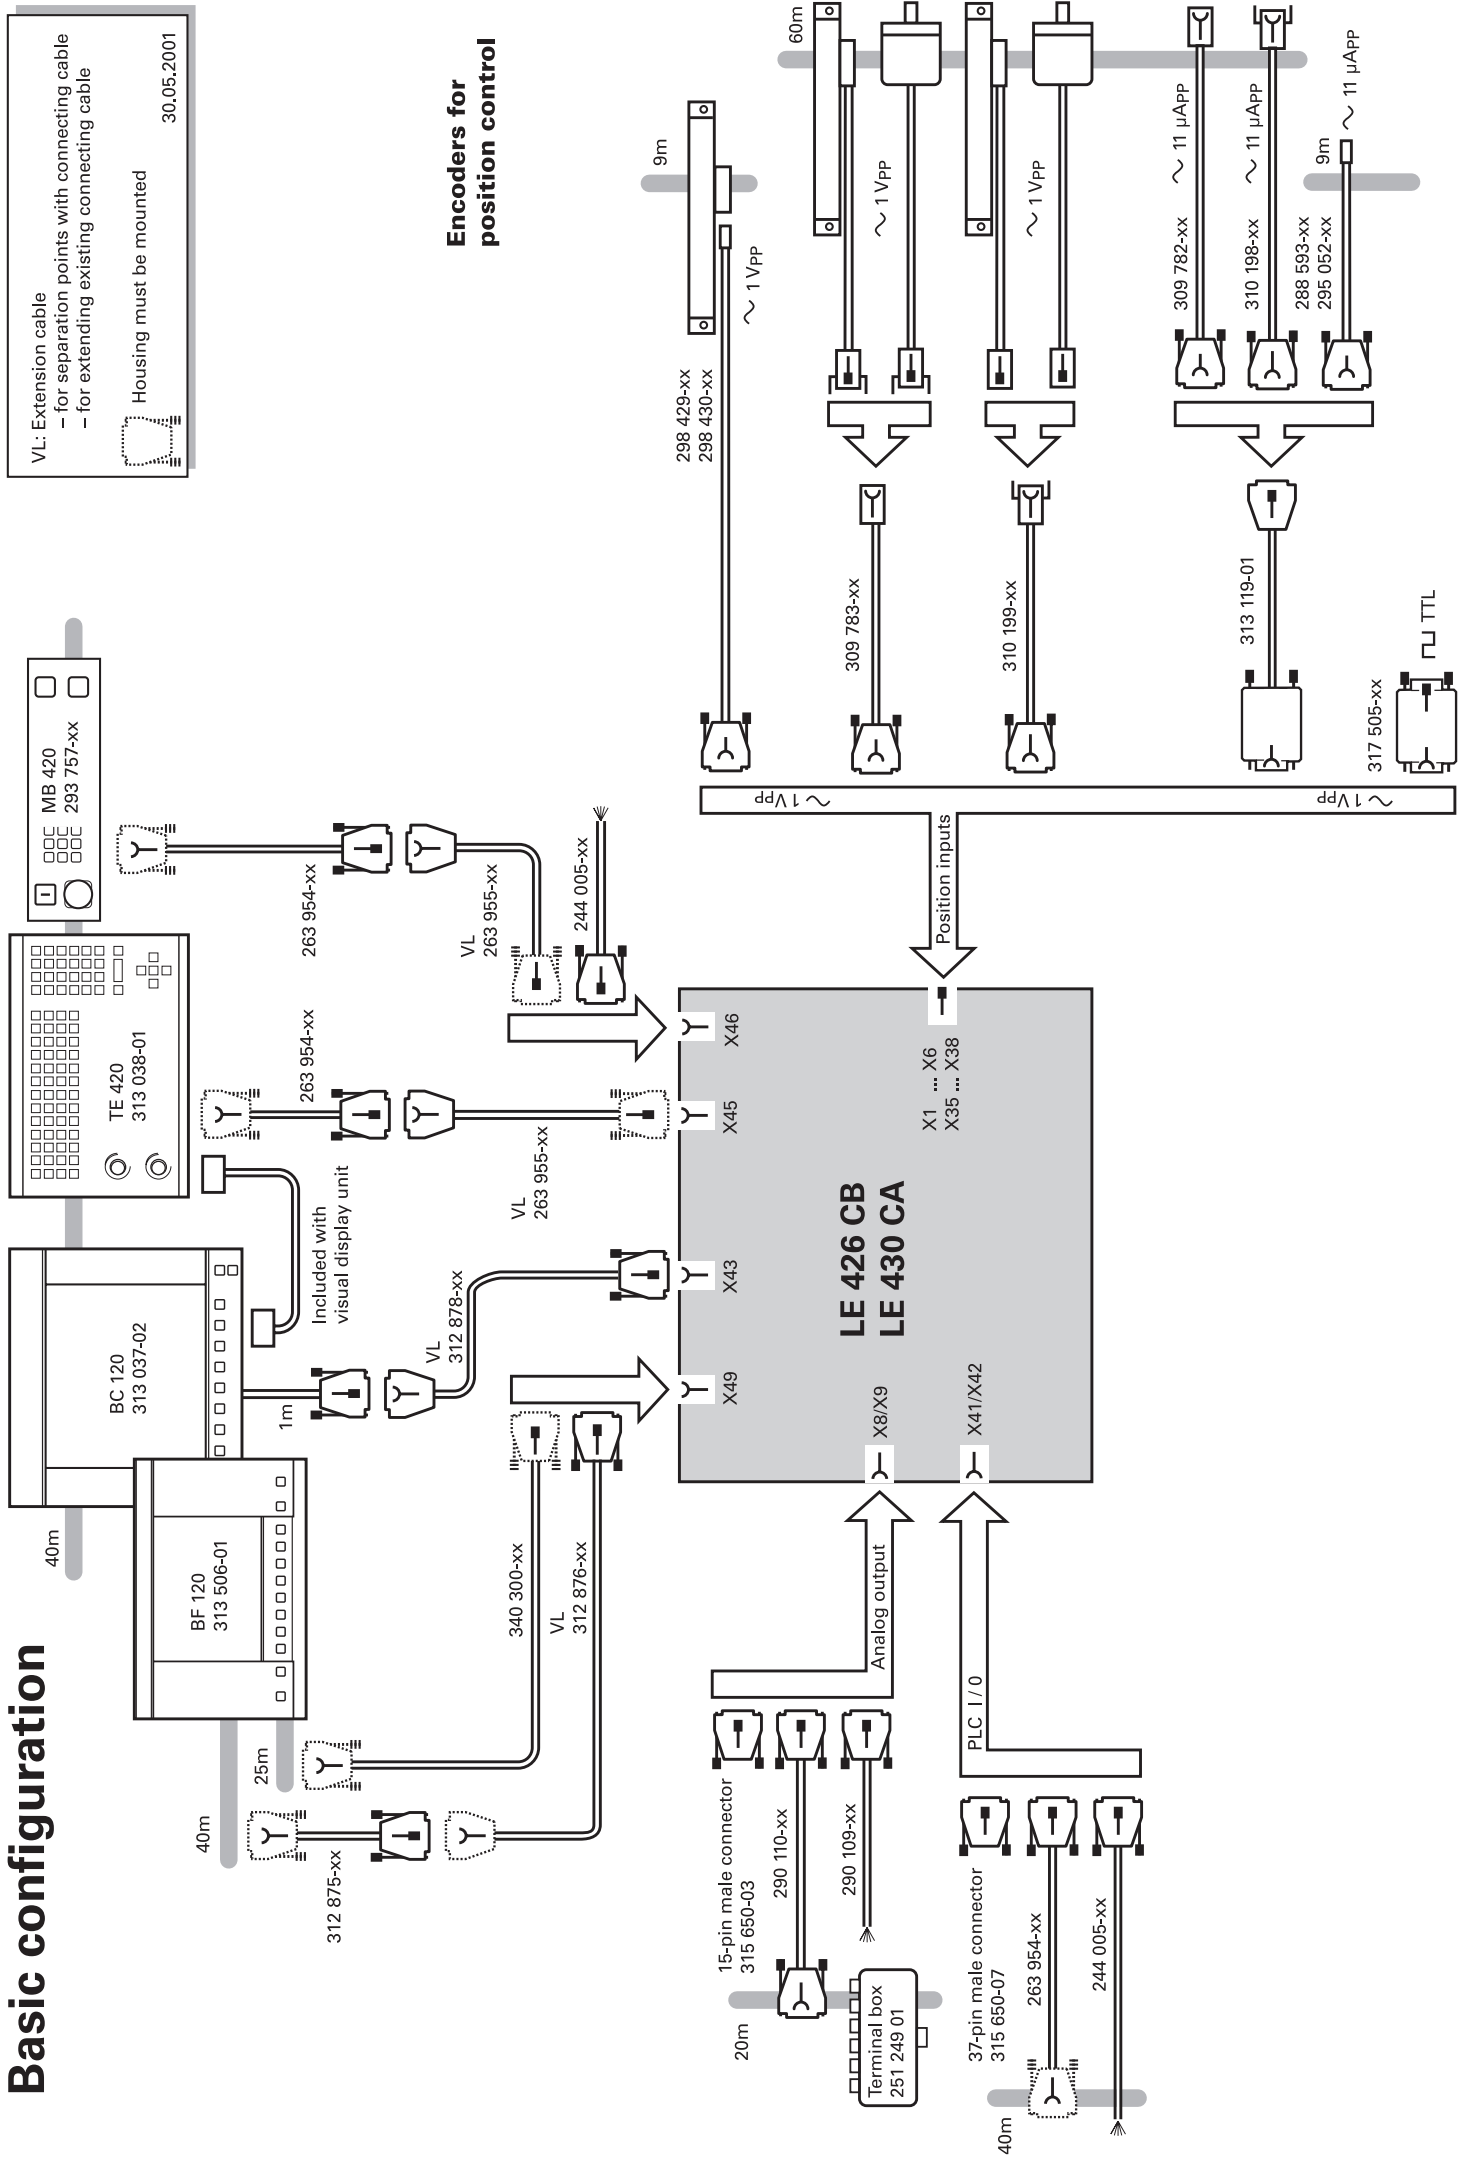 Basic configuration
VL: Extension cable
– for separation points with connecting cable
– for extending existing connecting cable
Housing must be mounted
30.05.2001
40m
BC 120
313 037-02
BF 120
313 506-01
TE 420
313 038-01
MB 420
293 757-xx
40m
25m
312 875-xx
1m
Included with
visual display unit
263 954-xx
263 954-xx
340 300-xx
VL
312 876-xx
VL
312 878-xx
VL
263 955-xx
VL
263 955-xx
244 005-xx
Encoders for
position control
X49
X43
X45
X46
LE 426 CB
LE 430 CA
X8/X9
X41/X42
X1 ... X6
X35 ... X38
Analog output
PLC I / 0
Position inputs
15-pin male connector
315 650-03
290 110-xx
290 109-xx
20m
Terminal box
251 249 01
37-pin male connector
315 650-07
263 954-xx
244 005-xx
40m
1 VPP
1 VPP
298 429-xx
298 430-xx
1 VPP
9m
309 783-xx
1 VPP
60m
310 199-xx
1 VPP
313 119-01
309 782-xx
11 µAPP
310 198-xx
11 µAPP
288 593-xx
295 052-xx
9m
11 µAPP
317 505-xx
TTL